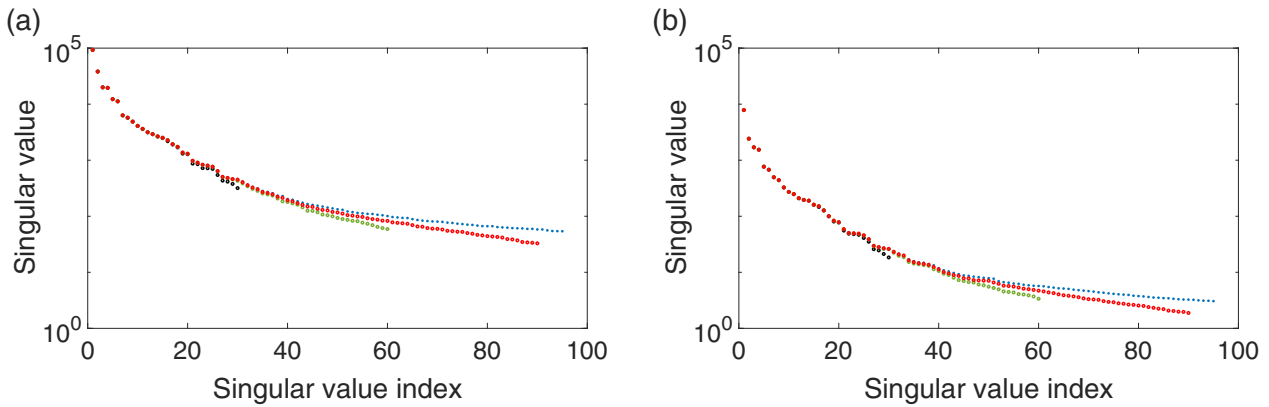 (a)
10^5
Singular value
10^0
0 20 40 60 80 100
Singular value index
(b)
10^5
Singular value
10^0
0 20 40 60 80 100
Singular value index